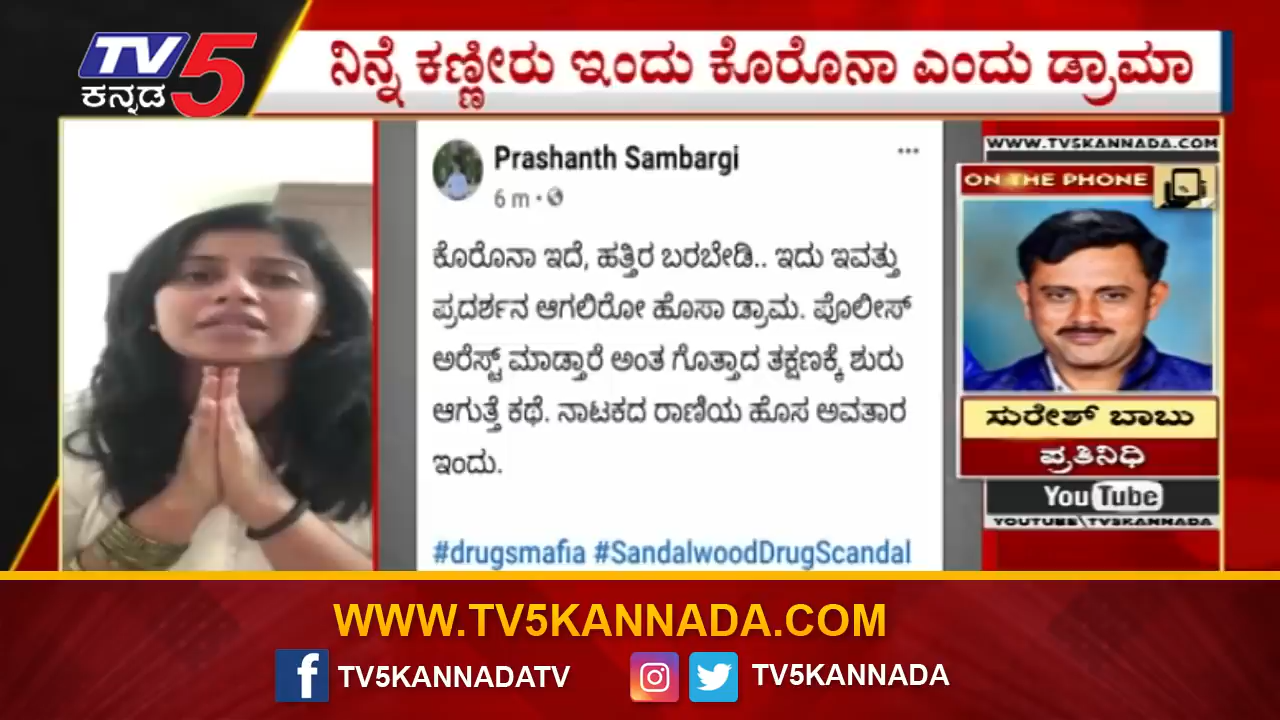 TV5
ಕನ್ನಡ
ನಿನ್ನೆ ಕಣ್ಣೀರು ಇಂದು ಕೊರೊನಾ ಎಂದು ಡ್ರಾಮಾ
Prashanth Sambargi
6 m
ಕೊರೊನಾ ಇದೆ, ಹತ್ತಿರ ಬರಬೇಡಿ.. ಇದು ಇವತ್ತು
ಪ್ರದರ್ಶನ ಆಗಲಿರೋ ಹೊಸಾ ಡ್ರಾಮ. ಪೊಲೀಸ್
ಅರೆಸ್ಟ್ ಮಾಡ್ತಾರೆ ಅಂತ ಗೊತ್ತಾದ ತಕ್ಷಣಕ್ಕೆ ಶುರು
ಆಗುತ್ತೆ ಕಥೆ. ನಾಟಕದ ರಾಣಿಯ ಹೊಸ ಅವತಾರ
ಇಂದು.
#drugsmafia #SandalwoodDrugScandal
WWW.TV5KANNADA.COM
ON THE PHONE
ಸುರೇಶ್ ಬಾಬು
ಪ್ರತಿನಿಧಿ
YouTube
YOUTUBE\TV5KANNADA
WWW.TV5KANNADA.COM
TV5KANNADATV
TV5KANNADA